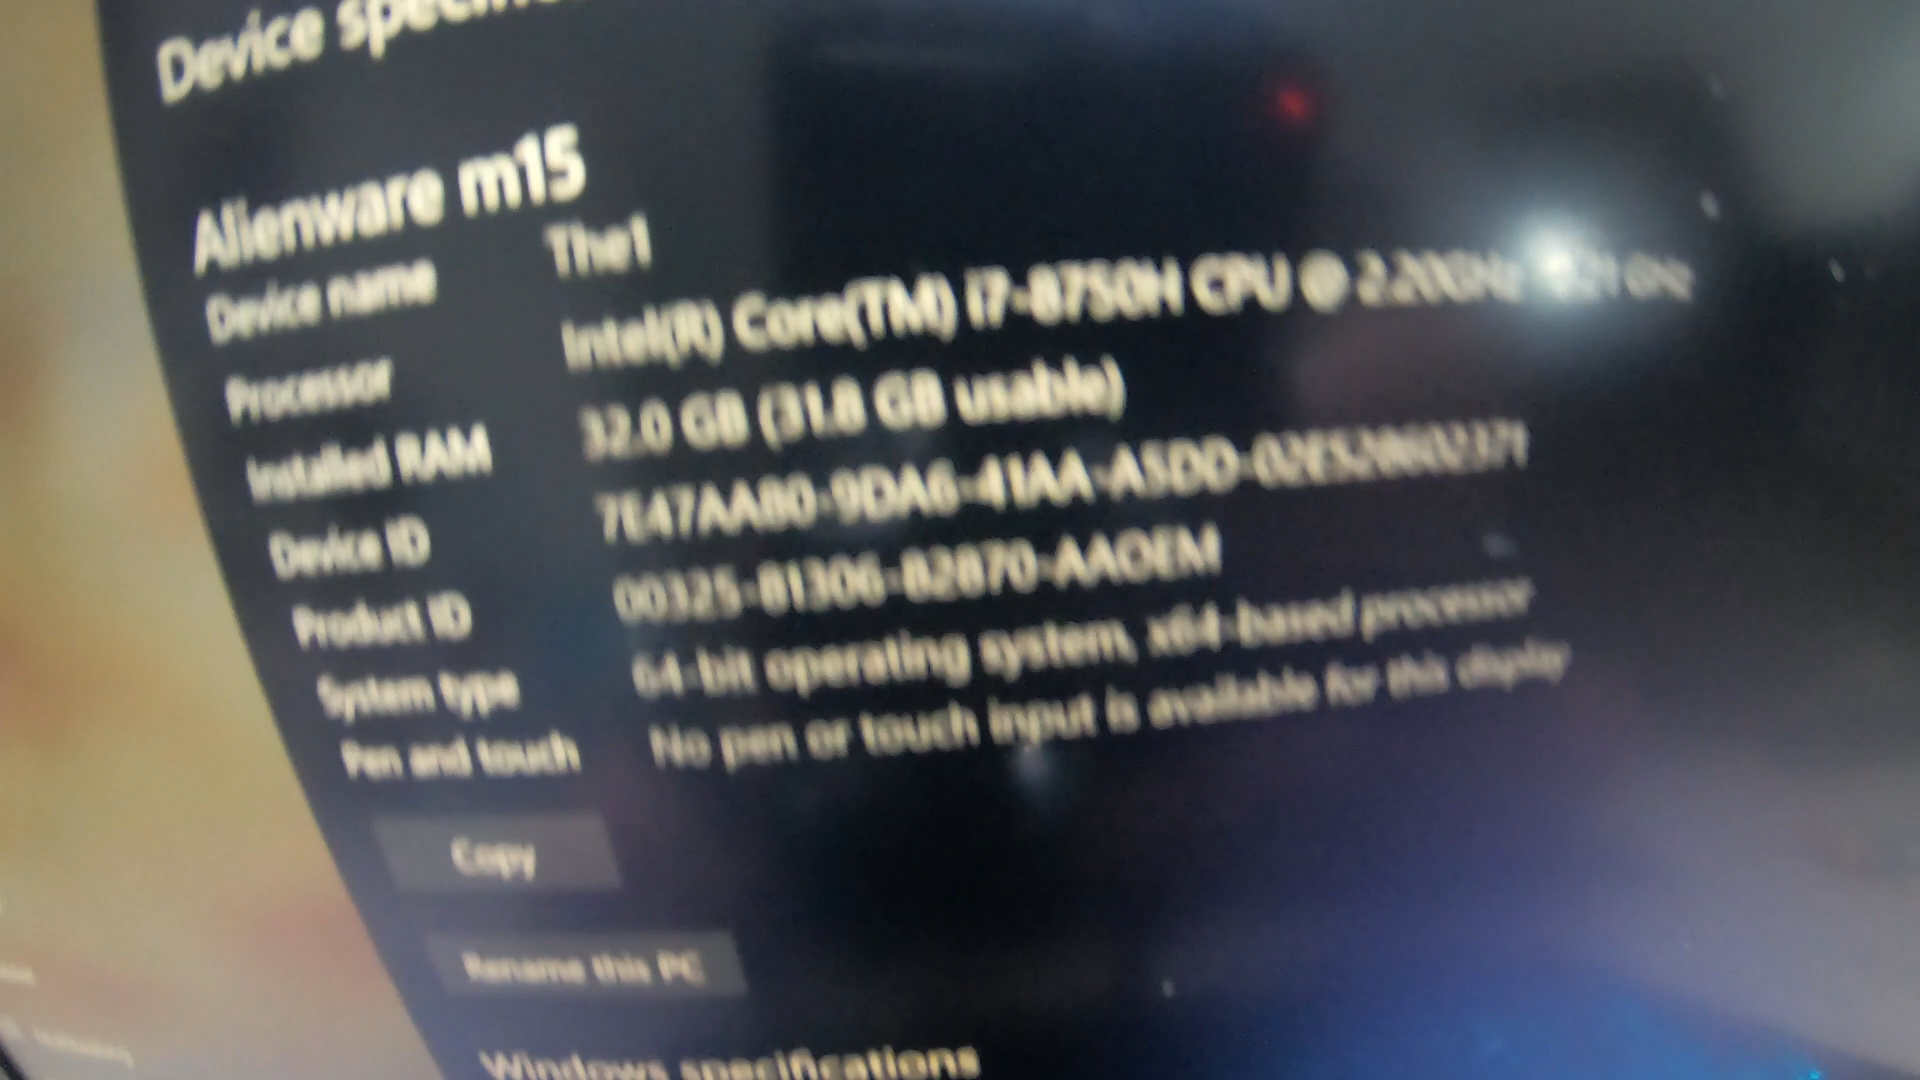 Device
Alienware m15
Device name The1
Processor Intel(R) Core(TM) i7-8750H CPU @ 2.20GHz
Installed RAM 32.0 GB (31.8 GB usable)
Device ID
Product ID 00325-81306-82870-AAOEM
System type 64-bit operating system, x64-based processor
Pen and touch No pen or touch input is available for this display
Copy
Rename this PC
Windows specifications